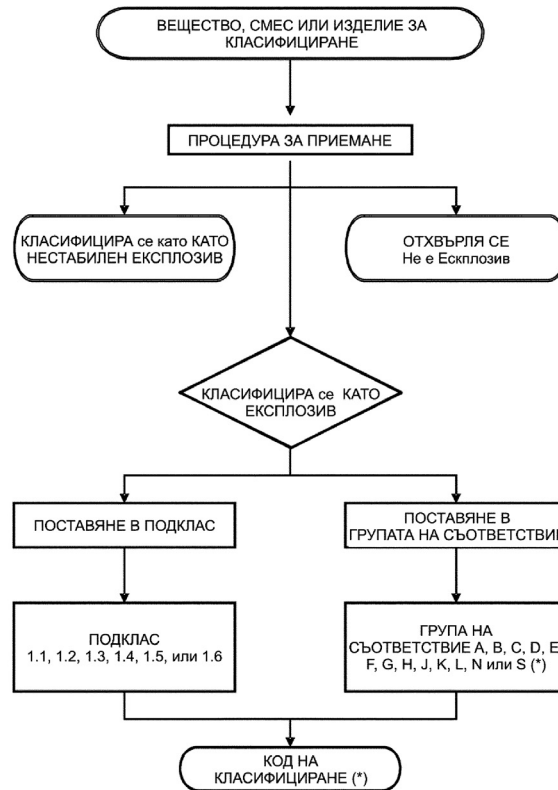 ВЕЩЕСТВО, СМЕС ИЛИ ИЗДЕЛИЕ ЗА
КЛАСИФИЦИРАНЕ
ПРОЦЕДУРА ЗА ПРИЕМАНЕ
КЛАСИФИЦИРА се като КАТО
НЕСТАБИЛЕН ЕКСПЛОЗИВ
ОТХВЪРЛЯ СЕ
Не е Ескплозив
КЛАСИФИЦИРА се КАТО
ЕКСПЛОЗИВ
ПОСТАВЯНЕ В ПОДКЛАС
ПОСТАВЯНЕ В
ГРУПАТА НА СЪОТВЕТСТВИЕ
ПОДКЛАС
1.1, 1.2, 1.3, 1.4, 1.5, или 1.6
ГРУПА НА
СЪОТВЕТСТВИЕ A, B, C, D, E
F, G, H, J, K, L, N или S (*)
КОД НА
КЛАСИФИЦИРАНЕ (*)